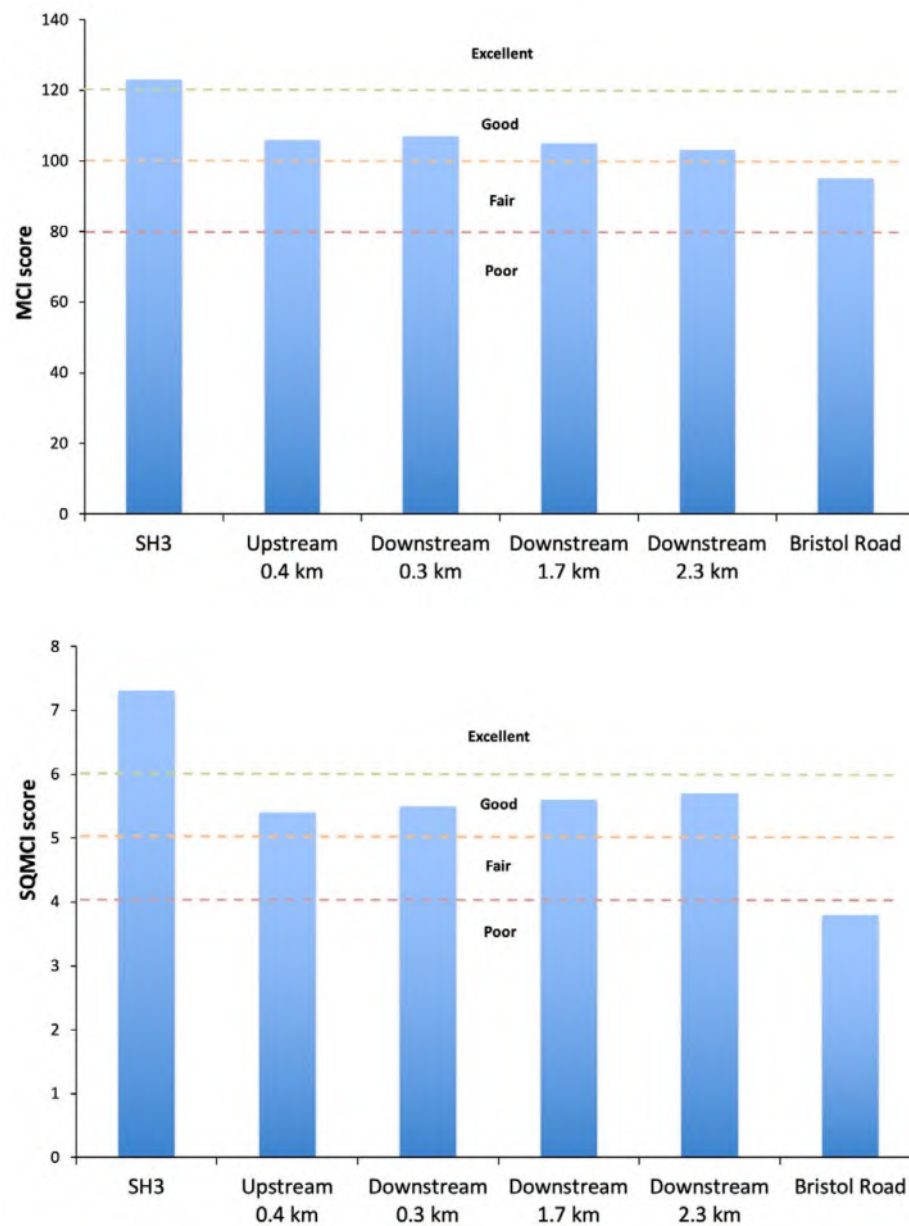 140
120
100
80
60
40
20
0
MCI score
Excellent
Good
Fair
Poor
SH3
Upstream
0.4 km
Downstream
0.3 km
Downstream
1.7 km
Downstream
2.3 km
Bristol Road
8
7
6
5
4
3
2
1
0
SQMCI score
Excellent
Good
Fair
Poor
SH3
Upstream
0.4 km
Downstream
0.3 km
Downstream
1.7 km
Downstream
2.3 km
Bristol Road